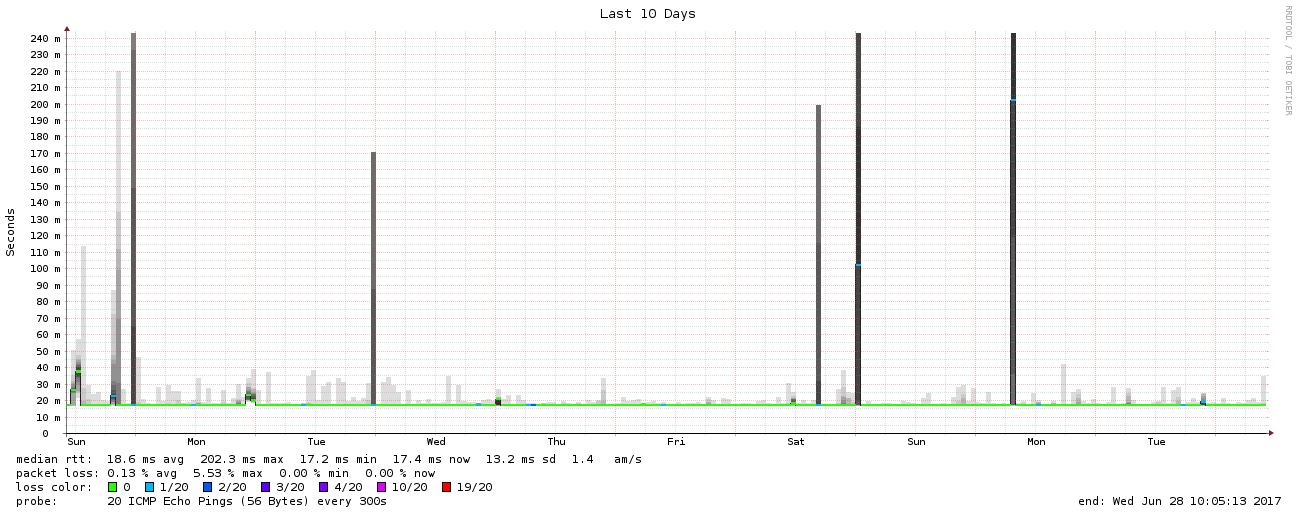 Last 10 Days
RRDTOOL / TOBI OETIKER
Seconds
240 m
230 m
220 m
210 m
200 m
190 m
180 m
170 m
160 m
150 m
140 m
130 m
120 m
110 m
100 m
90 m
80 m
70 m
60 m
50 m
40 m
30 m
20 m
10 m
0
Sun Mon Tue Wed Thu Fri Sat Sun Mon Tue
median rtt: 18.6 ms avg 202.3 ms max 17.2 ms min 17.4 ms now 13.2 ms sd 1.4 am/s
packet loss: 0.13 % avg 5.53 % max 0.00 % min 0.00 % now
loss color: 0 1/20 2/20 3/20 4/20 10/20 19/20
probe: 20 ICMP Echo Pings (56 Bytes) every 300s end: Wed Jun 28 10:05:13 2017